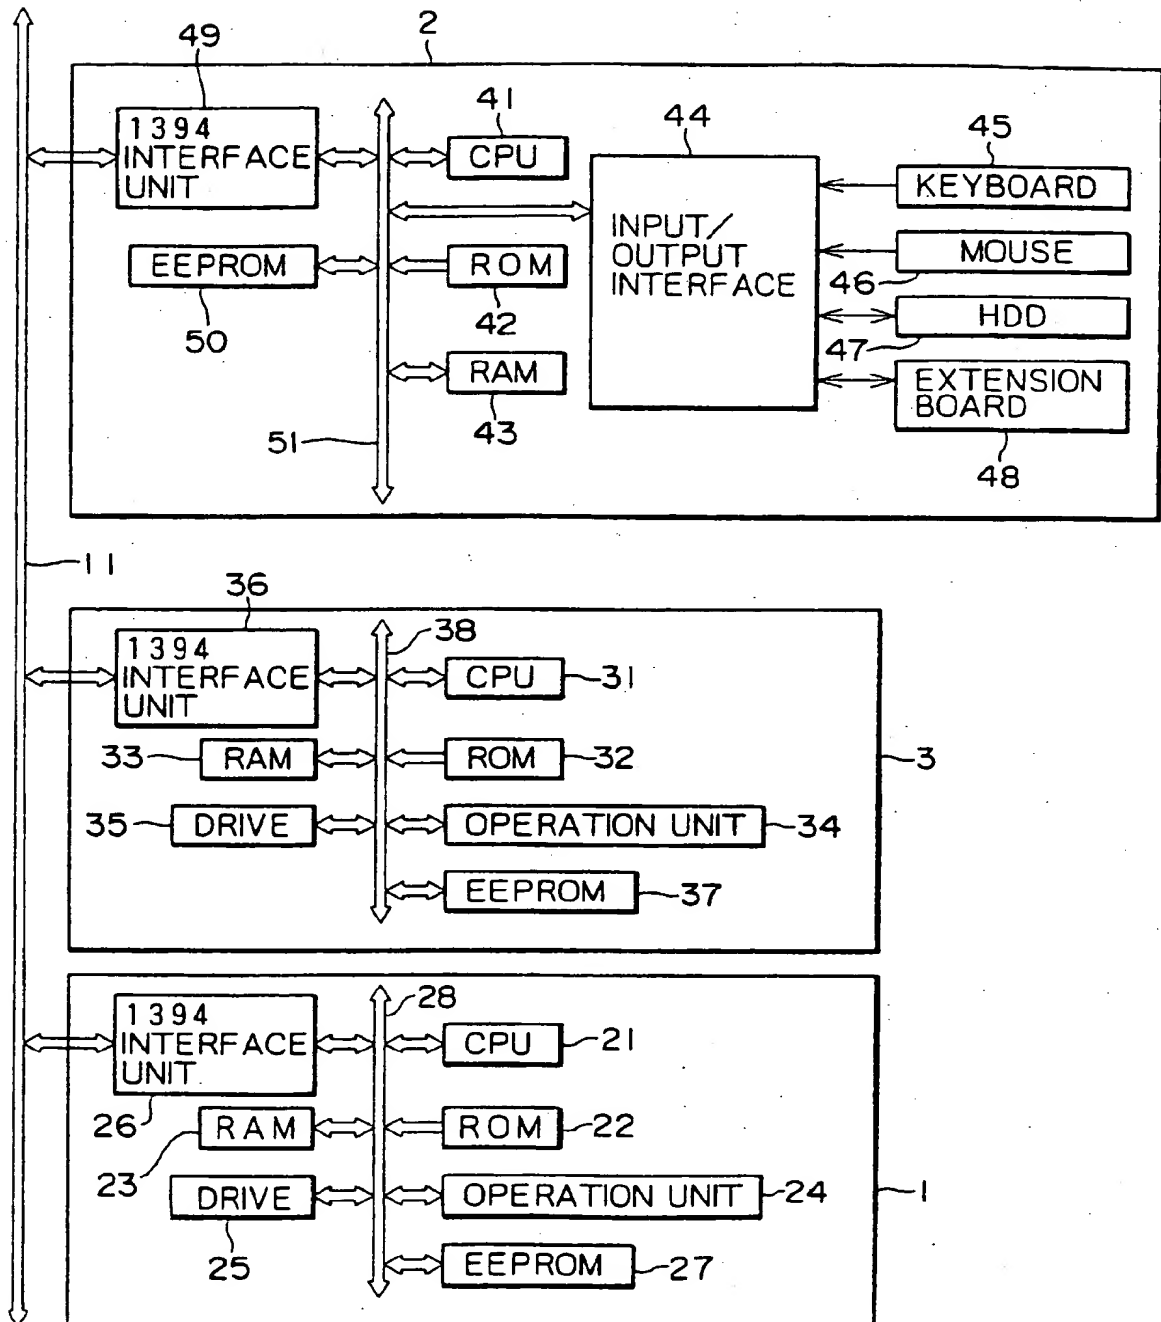 2
49
1394
INTERFACE
UNIT
41
CPU
44
INPUT/
OUTPUT
INTERFACE
45
KEYBOARD
MOUSE
46
HDD
47
EXTENSION
BOARD
48
EEPROM
50
ROM
42
RAM
43
51
11
36
1394
INTERFACE
UNIT
38
CPU
31
33
RAM
ROM
32
3
35
DRIVE
OPERATION UNIT
34
EEPROM
37
1394
INTERFACE
UNIT
26
28
CPU
21
RAM
23
ROM
22
DRIVE
25
OPERATION UNIT
24
1
EEPROM
27